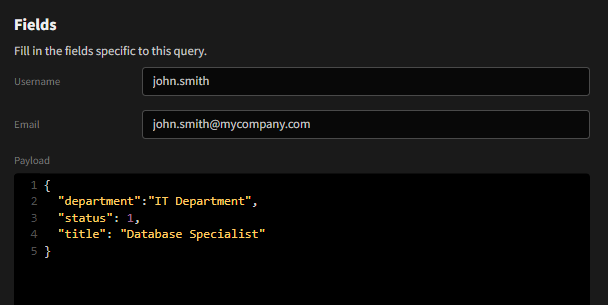 Fields
Fill in the fields specific to this query.
Username
john.smith
Email
john.smith@mycompany.com
Payload
1 {
2   "department":"IT Department",
3   "status": 1,
4   "title": "Database Specialist"
5 }